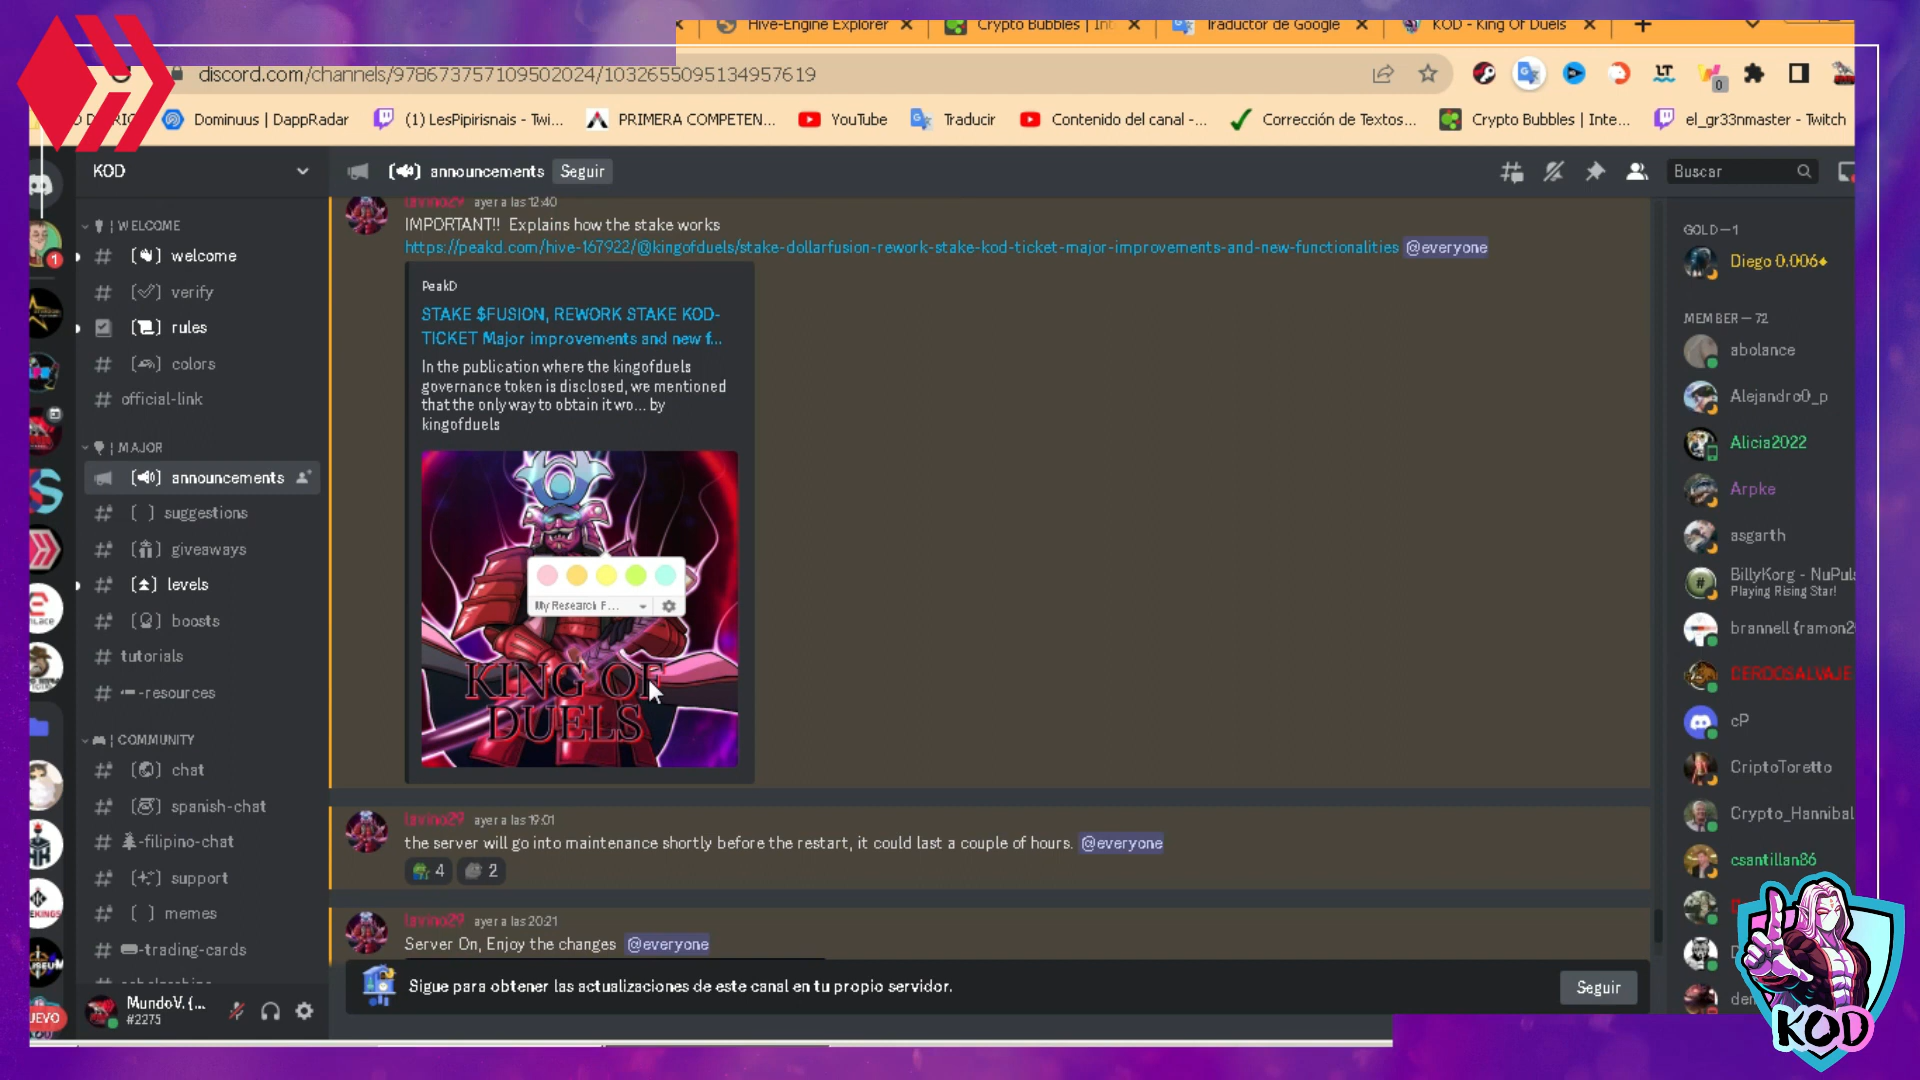 Hive-Engine Explorer
Crypto Bubbles | Int
Traductor de Google
KOD - King Of Duels
discord.com/channels/978673757109502024/1032655095134957619
0
Dominuus | DappRadar
(1) LesPipirisnais - Twi...
PRIMERA COMPETEN...
YouTube
Traducir
Contenido del canal -...
Corrección de Textos...
Crypto Bubbles | Inte...
el_gr33nmaster - Twitch
KOD
announcements
Seguir
Buscar
WELCOME
welcome
verify
rules
colors
official-link
MAJOR
announcements
suggestions
giveaways
levels
boosts
tutorials
-resources
COMMUNITY
chat
spanish-chat
-filipino-chat
support
memes
-trading-cards
MundoV. {...
#2275
UEVO
ayer a las 12:40
IMPORTANT!! Explains how the stake works
https://peakd.com/hive-167922/@kingofduels/stake-dollarfusion-rework-stake-kod-ticket-major-improvements-and-new-functionalities @everyone
PeakD
STAKE $FUSION, REWORK STAKE KOD-
TICKET Major improvements and new f...
In the publication where the kingofduels
governance token is disclosed, we mentioned
that the only way to obtain it wo... by
kingofduels
My Research F...
KING OF
DUELS
ayer a las 19:01
the server will go into maintenance shortly before the restart, it could last a couple of hours. @everyone
4
2
ayer a las 20:21
Server On, Enjoy the changes @everyone
Sigue para obtener las actualizaciones de este canal en tu propio servidor.
Seguir
GOLD — 1
Diego 0.006
MEMBER — 72
abolance
Alejandro0_p
Alicia2022
Arpke
asgarth
BillyKorg - NuPuls
Playing Rising Star!
brannell {ramon2
CERDOSALVAJE
cP
CriptoToretto
Crypto_Hannibal
csantillan86
KOD